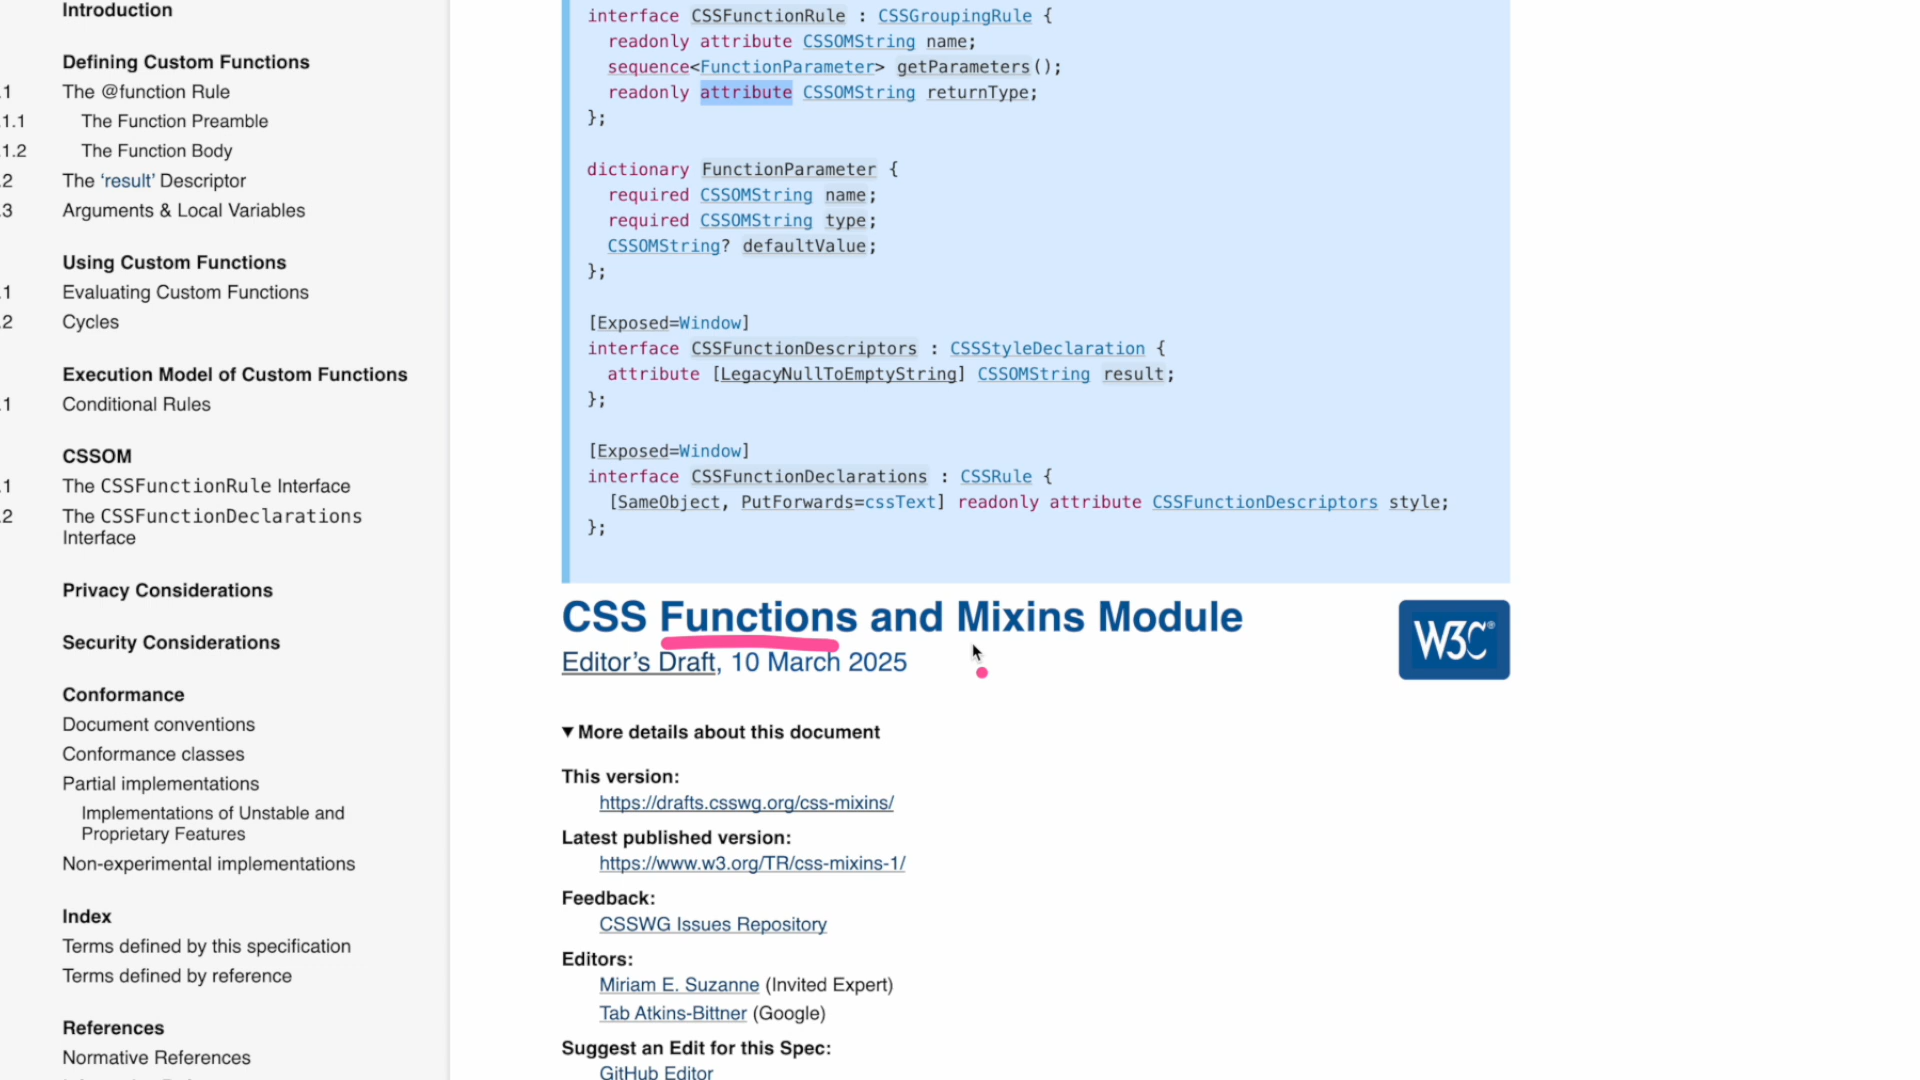 Introduction
Defining Custom Functions
.1 The @function Rule
.1.1 The Function Preamble
.1.2 The Function Body
.2 The ‘result’ Descriptor
.3 Arguments & Local Variables
Using Custom Functions
.1 Evaluating Custom Functions
.2 Cycles
Execution Model of Custom Functions
.1 Conditional Rules
CSSOM
.1 The CSSFunctionRule Interface
.2 The CSSFunctionDeclarations
Interface
Privacy Considerations
Security Considerations
Conformance
Document conventions
Conformance classes
Partial implementations
Implementations of Unstable and
Proprietary Features
Non-experimental implementations
Index
Terms defined by this specification
Terms defined by reference
References
Normative References
interface CSSFunctionRule : CSSGroupingRule {
readonly attribute CSSOMString name;
sequence<FunctionParameter> getParameters();
readonly attribute CSSOMString returnType;
};
dictionary FunctionParameter {
required CSSOMString name;
required CSSOMString type;
CSSOMString? defaultValue;
};
[Exposed=Window]
interface CSSFunctionDescriptors : CSSStyleDeclaration {
attribute [LegacyNullToEmptyString] CSSOMString result;
};
[Exposed=Window]
interface CSSFunctionDeclarations : CSSRule {
[SameObject, PutForwards=cssText] readonly attribute CSSFunctionDescriptors style;
};
CSS Functions and Mixins Module
W3C®
Editor’s Draft, 10 March 2025
▼ More details about this document
This version:
https://drafts.csswg.org/css-mixins/
Latest published version:
https://www.w3.org/TR/css-mixins-1/
Feedback:
CSSWG Issues Repository
Editors:
Miriam E. Suzanne (Invited Expert)
Tab Atkins-Bittner (Google)
Suggest an Edit for this Spec:
GitHub Editor